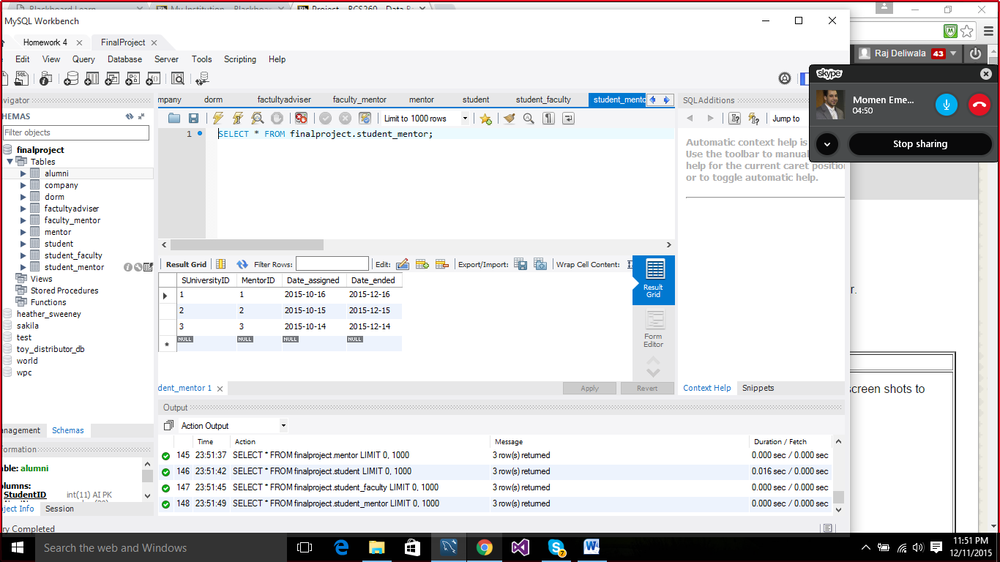 Blackboard Learn
My Institution - Blackboa
Project - BCS260 - Data B
MySQL Workbench
Homework 4
FinalProject
Edit View Query Database Server Tools Scripting Help
Raj Deliwala 43
skype
Momen Eme...
04:50
Stop sharing
avigator
HEMAS
Filter objects
finalproject
Tables
alumni
company
dorm
factultyadviser
faculty_mentor
mentor
student
student_faculty
student_mentor
Views
Stored Procedures
Functions
heather_sweeney
sakila
test
toy_distributor_db
world
wpc
anagement Schemas
formation
ble: alumni
olumns:
StudentID int(11) AI PK
ject Info Session
ry Completed
mpany dorm factultyadviser faculty_mentor mentor student student_faculty student_mento
Limit to 1000 rows
1 SELECT * FROM finalproject.student_mentor;
SQLAdditions
Jump to
Automatic context help is
Use the toolbar to manual
help for the current caret position
or to toggle automatic help.
Result Grid Filter Rows: Edit: Export/Import: Wrap Cell Content:
SUniversityID MentorID Date_assigned Date_ended
1 1 2015-10-16 2015-12-16
2 2 2015-10-15 2015-12-15
3 3 2015-10-14 2015-12-14
NULL NULL NULL NULL
Result
Grid
Form
Editor
dent_mentor 1
Apply Revert
Context Help Snippets
Output
Action Output
Time Action Message Duration / Fetch
145 23:51:37 SELECT * FROM finalproject.mentor LIMIT 0, 1000 3 row(s) returned 0.000 sec / 0.000 sec
146 23:51:42 SELECT * FROM finalproject.student LIMIT 0, 1000 3 row(s) returned 0.016 sec / 0.000 sec
147 23:51:45 SELECT * FROM finalproject.student_faculty LIMIT 0, 1000 3 row(s) returned 0.000 sec / 0.000 sec
148 23:51:49 SELECT * FROM finalproject.student_mentor LIMIT 0, 1000 3 row(s) returned 0.000 sec / 0.000 sec
r.
screen shots to
Search the web and Windows
7
11:51 PM
12/11/2015